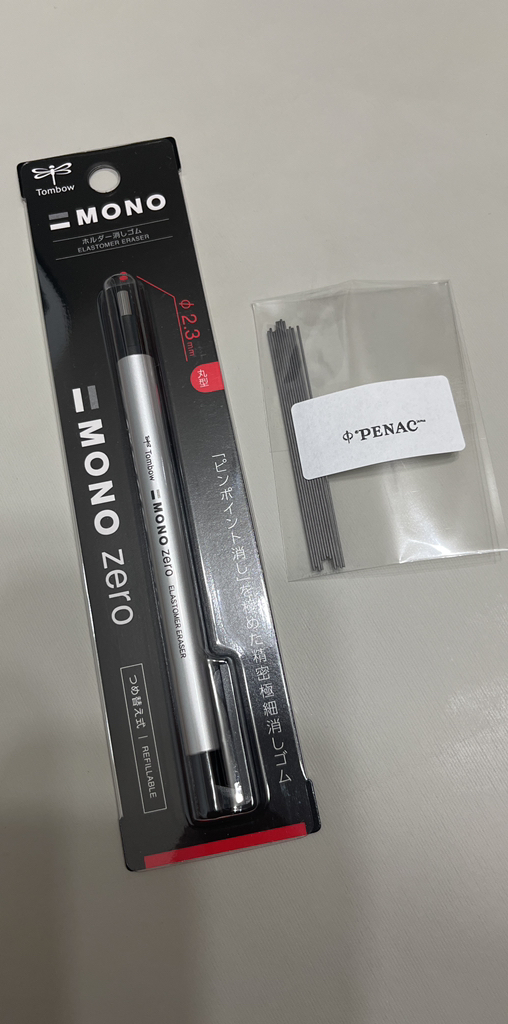 Tombow
MONO
ホルダー消しゴム
ELASTOMER ERASER
φ 2.3mm
丸型
「ピンポイント消し」を極めた精密極細消しゴム
MONO zero
つめ替え式 | REFILLABLE
Tombow
MONO zero
ELASTOMER ERASER
PENAC